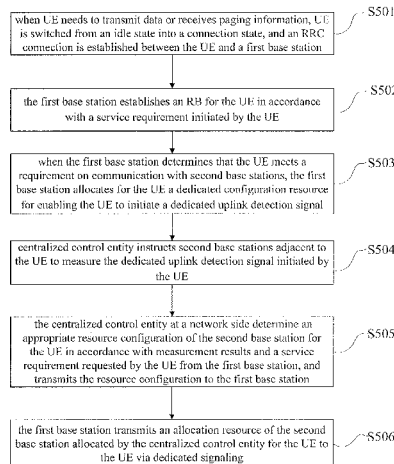 when UE needs to transmit data or receives paging information, UE
is switched from an idle state into a connection state, and an RRC
connection is established between the UE and a first base station
S501
the first base station establishes an RB for the UE in accordance
with a service requirement initiated by the UE
S502
when the first base station determines that the UE meets a
requirement on communication with second base stations, the
first base station allocates for the UE a dedicated configuration resource
for enabling the UE to initiate a dedicated uplink detection signal
S503
centralized control entity instructs second base stations adjacent to
the UE to measure the dedicated uplink detection signal initiated by
the UE
S504
the centralized control entity at a network side determine an
appropriate resource configuration of the second base station for
the UE in accordance with measurement results and a service
requirement requested by the UE from the first base station, and
transmits the resource configuration to the first base station
S505
the first base station transmits an allocation resource of the second
base station allocated by the centralized control entity for the UE to
the UE via dedicated signaling
S506